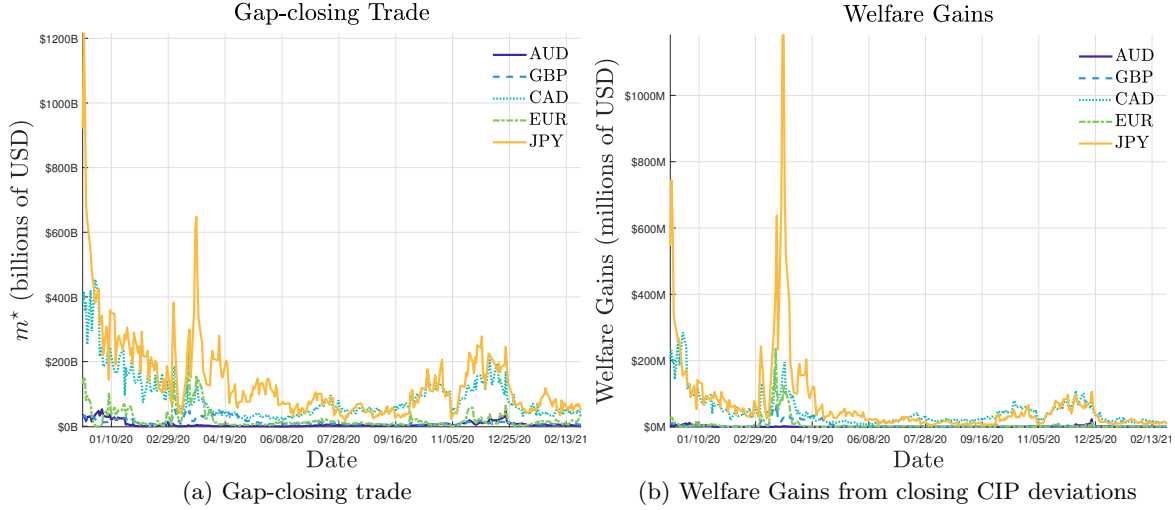 Gap-closing Trade
$1200B
$1000B
$800B
$600B
$400B
$200B
$0B
m* (billions of USD)
AUD
GBP
CAD
EUR
JPY
01/10/20 02/29/20 04/19/20 06/08/20 07/28/20 09/16/20 11/05/20 12/25/20 02/13/21
Date
(a) Gap-closing trade
Welfare Gains
$1000M
$800M
$600M
$400M
$200M
$0M
Welfare Gains (millions of USD)
AUD
GBP
CAD
EUR
JPY
01/10/20 02/29/20 04/19/20 06/08/20 07/28/20 09/16/20 11/05/20 12/25/20 02/13/21
Date
(b) Welfare Gains from closing CIP deviations